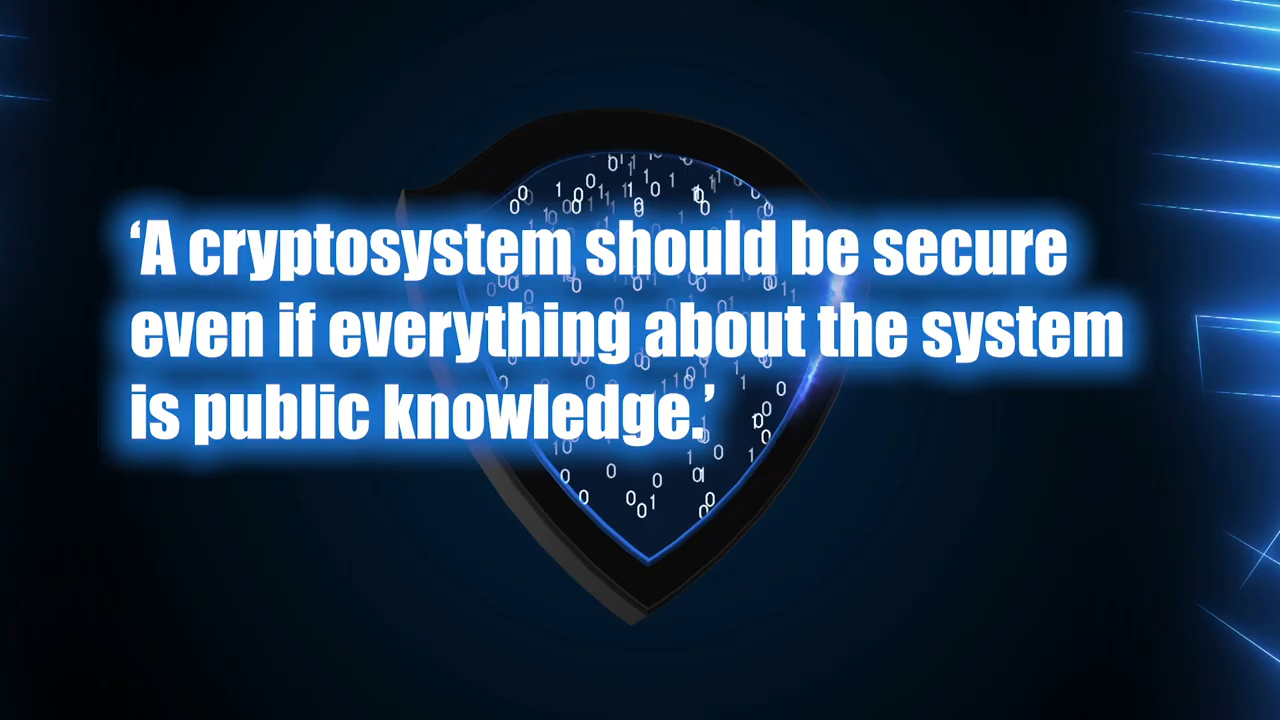 ‘A cryptosystem should be secure
even if everything about the system
is public knowledge.’